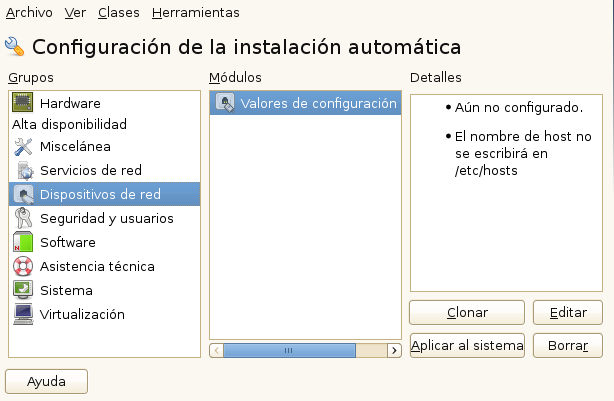 Archivo Ver Clases Herramientas
Configuración de la instalación automática
Grupos
Hardware
Alta disponibilidad
Miscelánea
Servicios de red
Dispositivos de red
Seguridad y usuarios
Software
Asistencia técnica
Sistema
Virtualización
Módulos
Valores de configuración
Detalles
• Aún no configurado.
• El nombre de host no
se escribirá en
/etc/hosts
Clonar Editar
Aplicar al sistema Borrar
Ayuda